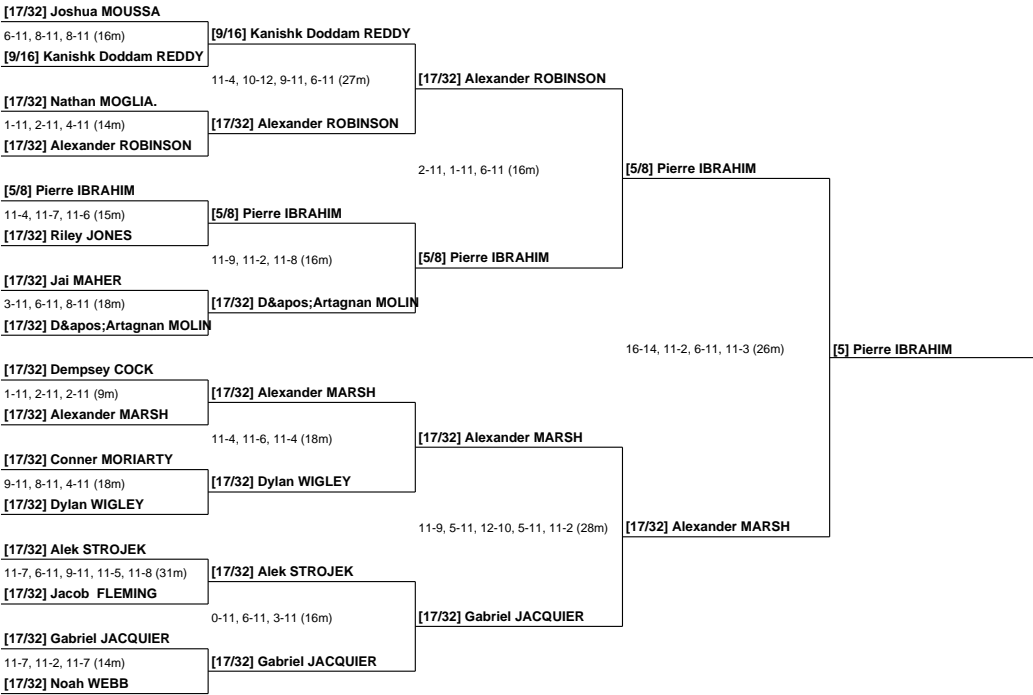 [17/32] Joshua MOUSSA
6-11, 8-11, 8-11 (16m)
[9/16] Kanishk Doddam REDDY
[9/16] Kanishk Doddam REDDY
11-4, 10-12, 9-11, 6-11 (27m)
[17/32] Nathan MOGLIA.
1-11, 2-11, 4-11 (14m)
[17/32] Alexander ROBINSON
[17/32] Alexander ROBINSON
[17/32] Alexander ROBINSON
2-11, 1-11, 6-11 (16m)
[5/8] Pierre IBRAHIM
11-4, 11-7, 11-6 (15m)
[17/32] Riley JONES
[5/8] Pierre IBRAHIM
11-9, 11-2, 11-8 (16m)
[17/32] Jai MAHER
3-11, 6-11, 8-11 (18m)
[17/32] D&apos;Artagnan MOLIN
[17/32] D&apos;Artagnan MOLIN
[5/8] Pierre IBRAHIM
[5/8] Pierre IBRAHIM
16-14, 11-2, 6-11, 11-3 (26m)
[5] Pierre IBRAHIM
[17/32] Dempsey COCK
1-11, 2-11, 2-11 (9m)
[17/32] Alexander MARSH
[17/32] Alexander MARSH
11-4, 11-6, 11-4 (18m)
[17/32] Conner MORIARTY
9-11, 8-11, 4-11 (18m)
[17/32] Dylan WIGLEY
[17/32] Dylan WIGLEY
[17/32] Alexander MARSH
11-9, 5-11, 12-10, 5-11, 11-2 (28m)
[17/32] Alexander MARSH
[17/32] Alek STROJEK
11-7, 6-11, 9-11, 11-5, 11-8 (31m)
[17/32] Jacob  FLEMING
[17/32] Alek STROJEK
0-11, 6-11, 3-11 (16m)
[17/32] Gabriel JACQUIER
[17/32] Gabriel JACQUIER
11-7, 11-2, 11-7 (14m)
[17/32] Noah WEBB
[17/32] Gabriel JACQUIER